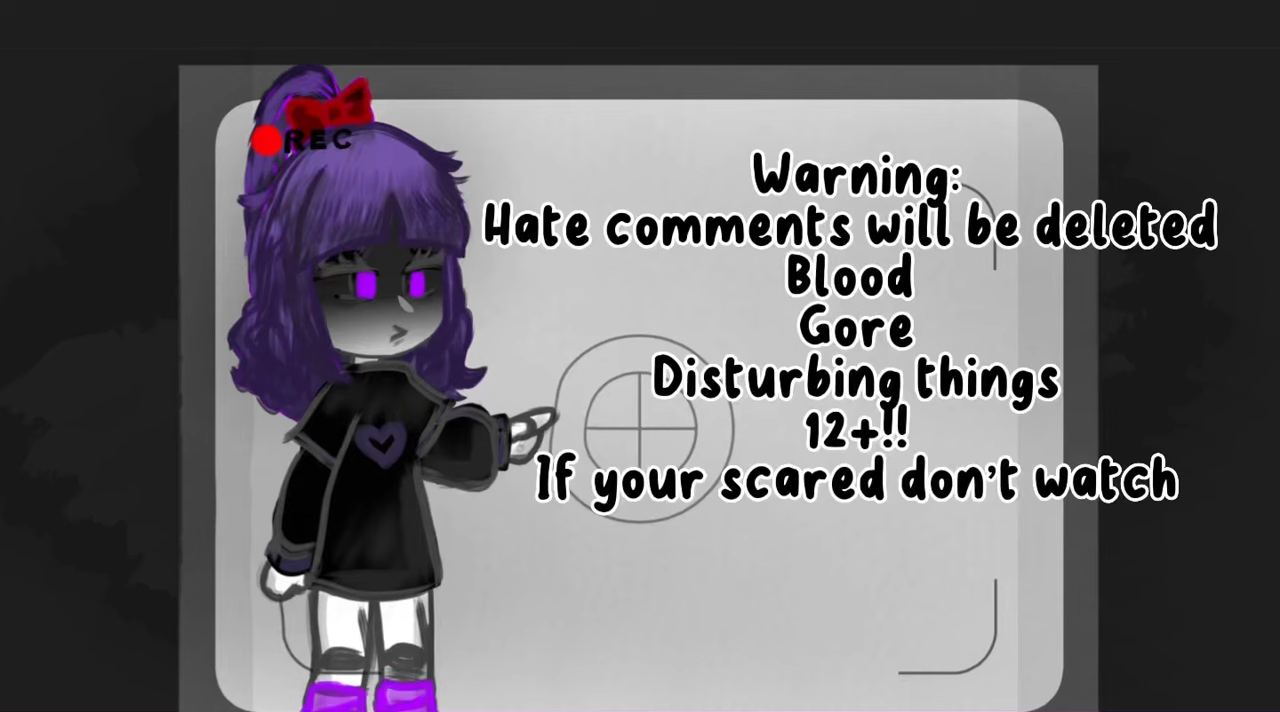 REC
Warning:
Hate comments will be deleted
Blood
Gore
Disturbing things
12+!!
If your scared don't watch